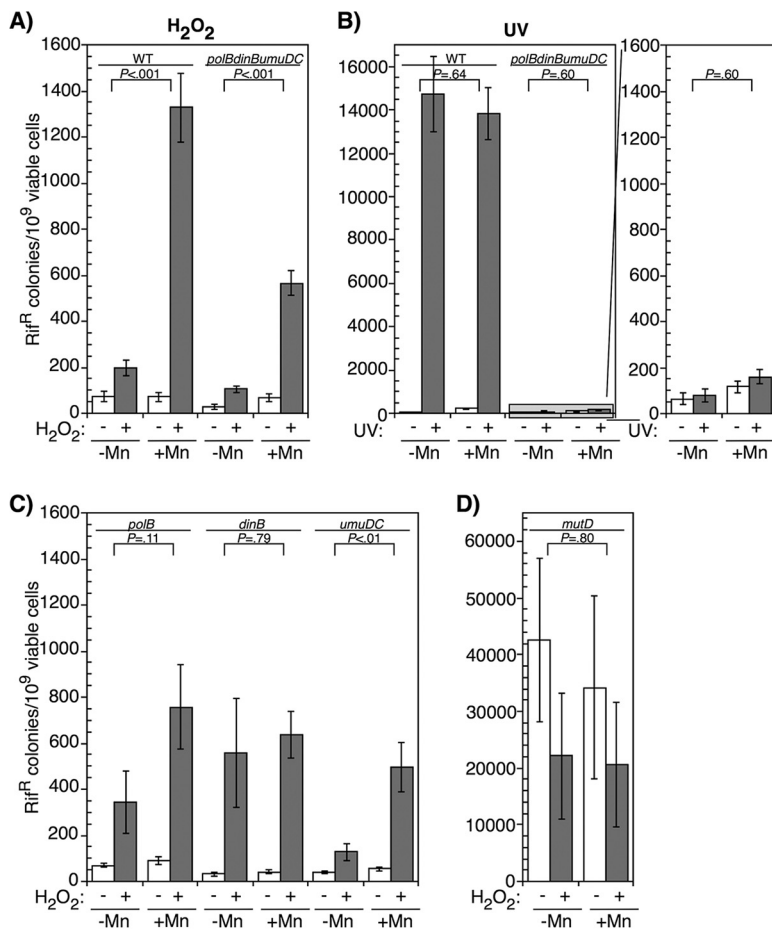 A)
H₂O₂
WT
polBdinBumuDC
P<.001
P<.001
1600
1400
1200
1000
800
600
400
200
0
Rifᴿ colonies/10⁹ viable cells
H₂O₂: - + - + - + - +
-Mn +Mn -Mn +Mn
B)
UV
WT
polBdinBumuDC
P=.64
P=.60
16000
14000
12000
10000
8000
6000
4000
2000
0
UV: - + - + - + - +
-Mn +Mn -Mn +Mn
1600
P=.60
1400
1200
1000
800
600
400
200
0
UV: - + - +
-Mn +Mn
C)
polB
dinB
umuDC
P=.11
P=.79
P<.01
1600
1400
1200
1000
800
600
400
200
0
Rifᴿ colonies/10⁹ viable cells
H₂O₂: - + - + - + - + - + - +
-Mn +Mn -Mn +Mn -Mn +Mn
D)
mutD
P=.80
60000
50000
40000
30000
20000
10000
0
H₂O₂: - + - +
-Mn +Mn